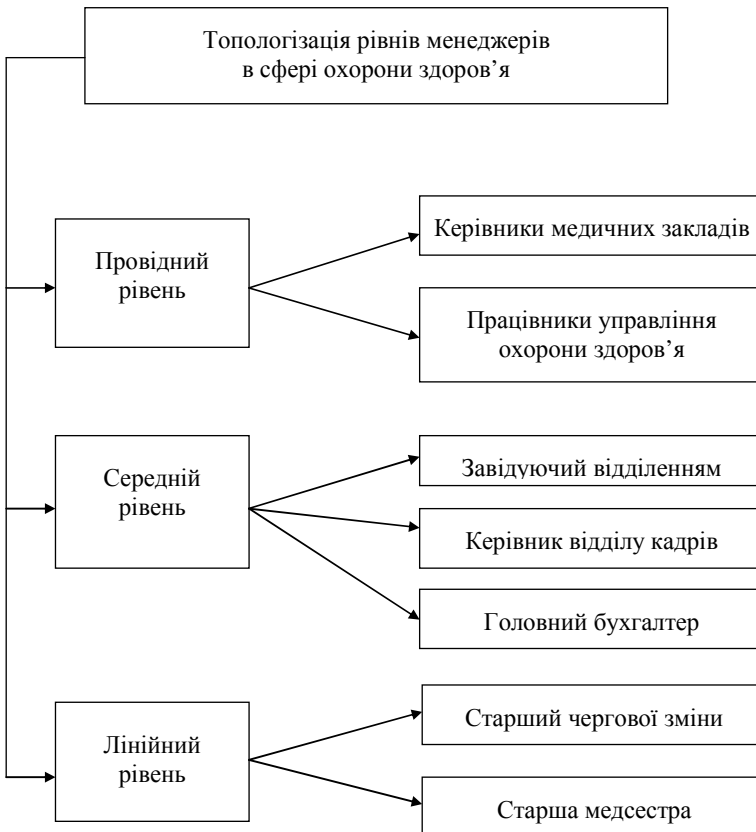 Топологізація рівнів менеджерів
в сфері охорони здоров’я
Провідний
рівень
Керівники медичних закладів
Працівники управління
охорони здоров’я
Середній
рівень
Завідуючий відділенням
Керівник відділу кадрів
Головний бухгалтер
Лінійний
рівень
Старший чергової зміни
Старша медсестра